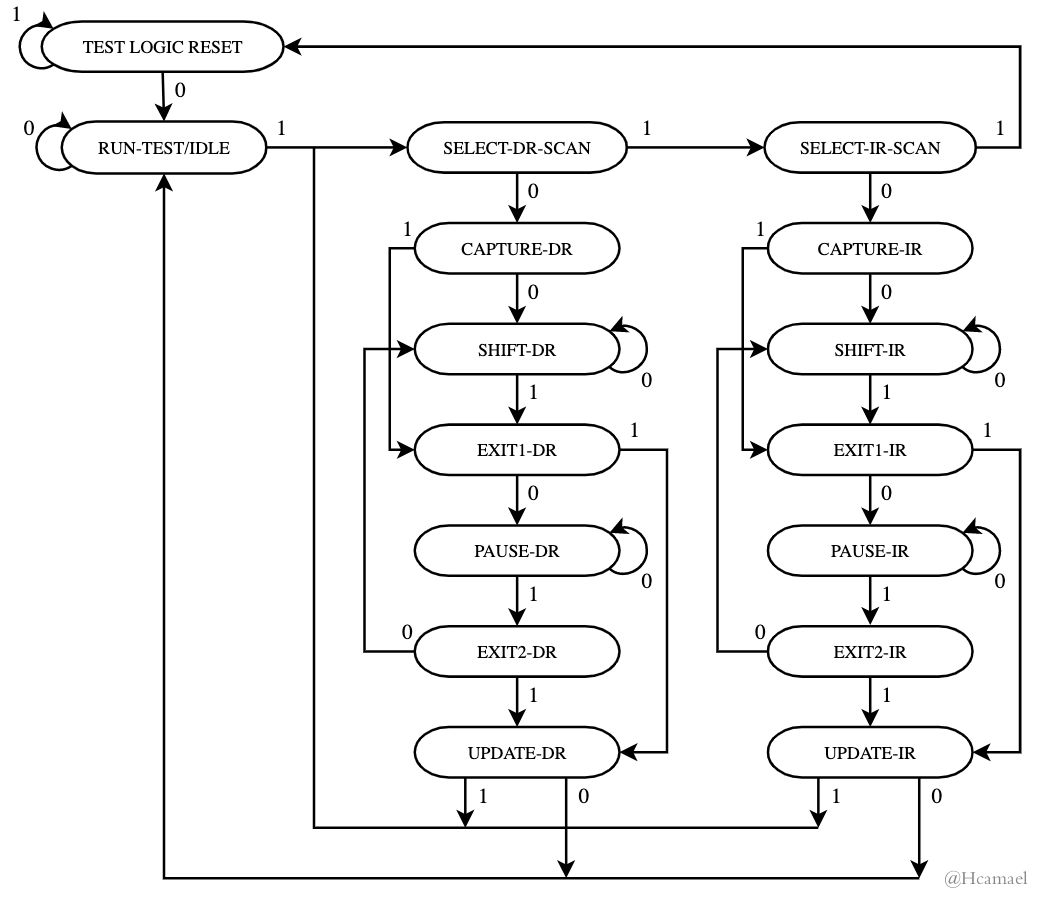 1
TEST LOGIC RESET
0
0
RUN-TEST/IDLE
1
SELECT-DR-SCAN
1
SELECT-IR-SCAN
1
0
0
1
CAPTURE-DR
1
CAPTURE-IR
0
0
SHIFT-DR
0
SHIFT-IR
0
1
1
EXIT1-DR
1
EXIT1-IR
1
0
0
PAUSE-DR
0
PAUSE-IR
0
1
1
0
EXIT2-DR
0
EXIT2-IR
1
1
UPDATE-DR
UPDATE-IR
1
0
1
0
@Hcamael